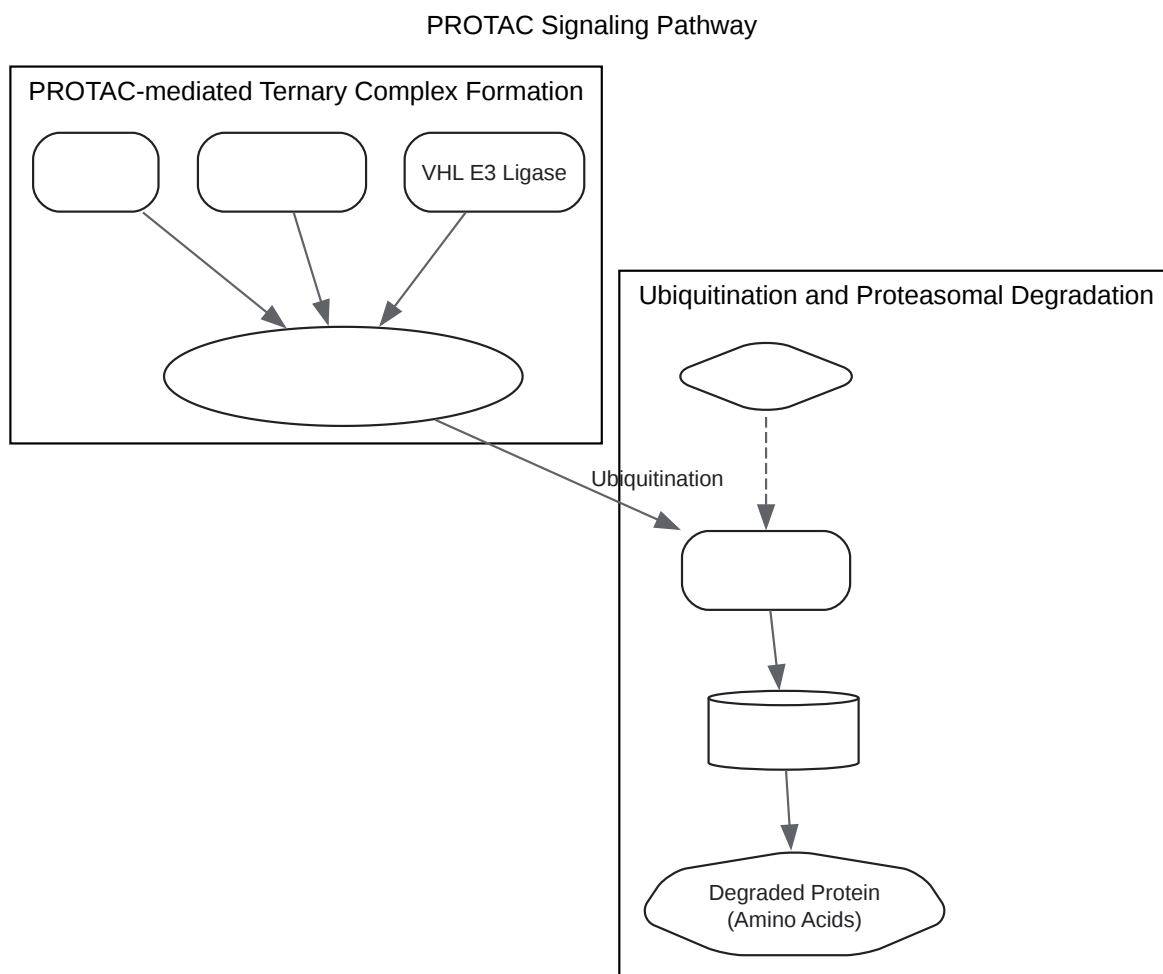 PROTAC Signaling Pathway
PROTAC-mediated Ternary Complex Formation
VHL E3 Ligase
Ubiquitination and Proteasomal Degradation
Ubiquitination
Degraded Protein
(Amino Acids)